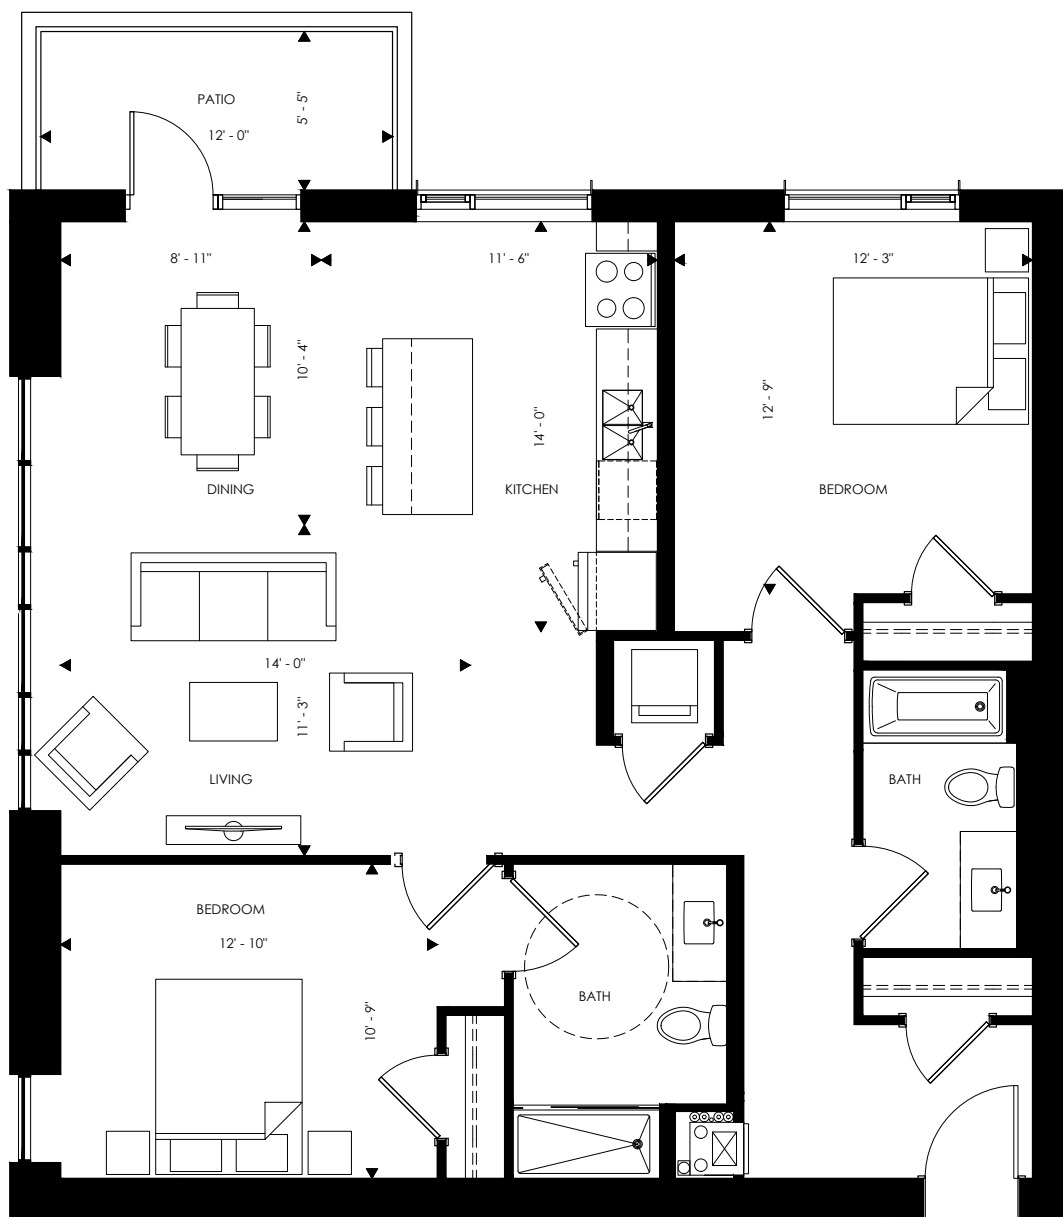 PATIO
12' - 0"
5' - 5"
8' - 11"
11' - 6"
12' - 3"
10' - 4"
14' - 0"
12' - 9"
DINING
KITCHEN
BEDROOM
14' - 0"
11' - 3"
LIVING
BATH
BEDROOM
12' - 10"
10' - 9"
BATH